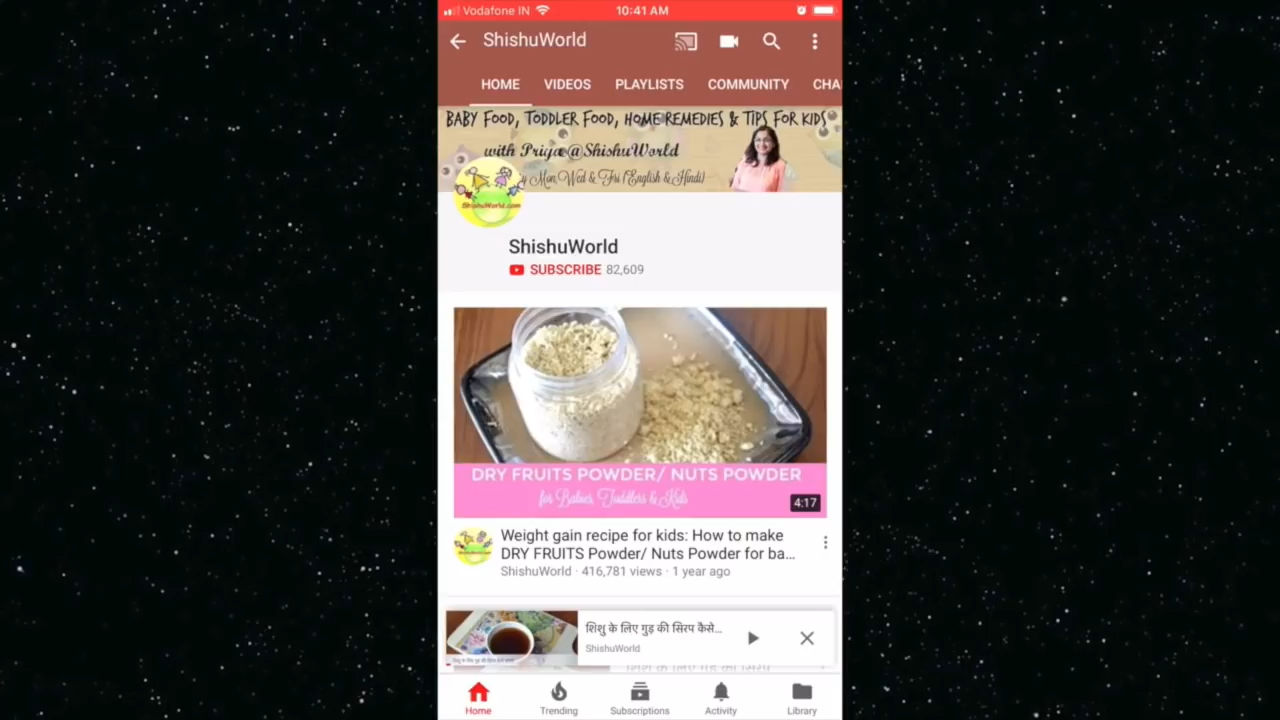 Vodafone IN 10:41 AM
ShishuWorld
HOME VIDEOS PLAYLISTS COMMUNITY CHA
BABY FOOD, TODDLER FOOD, HOME REMEDIES & TIPS FOR KIDS
with Priya@ShishuWorld
Mon, Wed & Fri (English & Hindi)
ShishuWorld.com
ShishuWorld
SUBSCRIBE 82,609
DRY FRUITS POWDER/ NUTS POWDER
for Babies, Toddlers & Kids
4:17
Weight gain recipe for kids: How to make
DRY FRUITS Powder/ Nuts Powder for ba...
ShishuWorld · 416,781 views · 1 year ago
शिशु के लिए गुड़ की सिरप कैसे...
ShishuWorld
Home Trending Subscriptions Activity Library